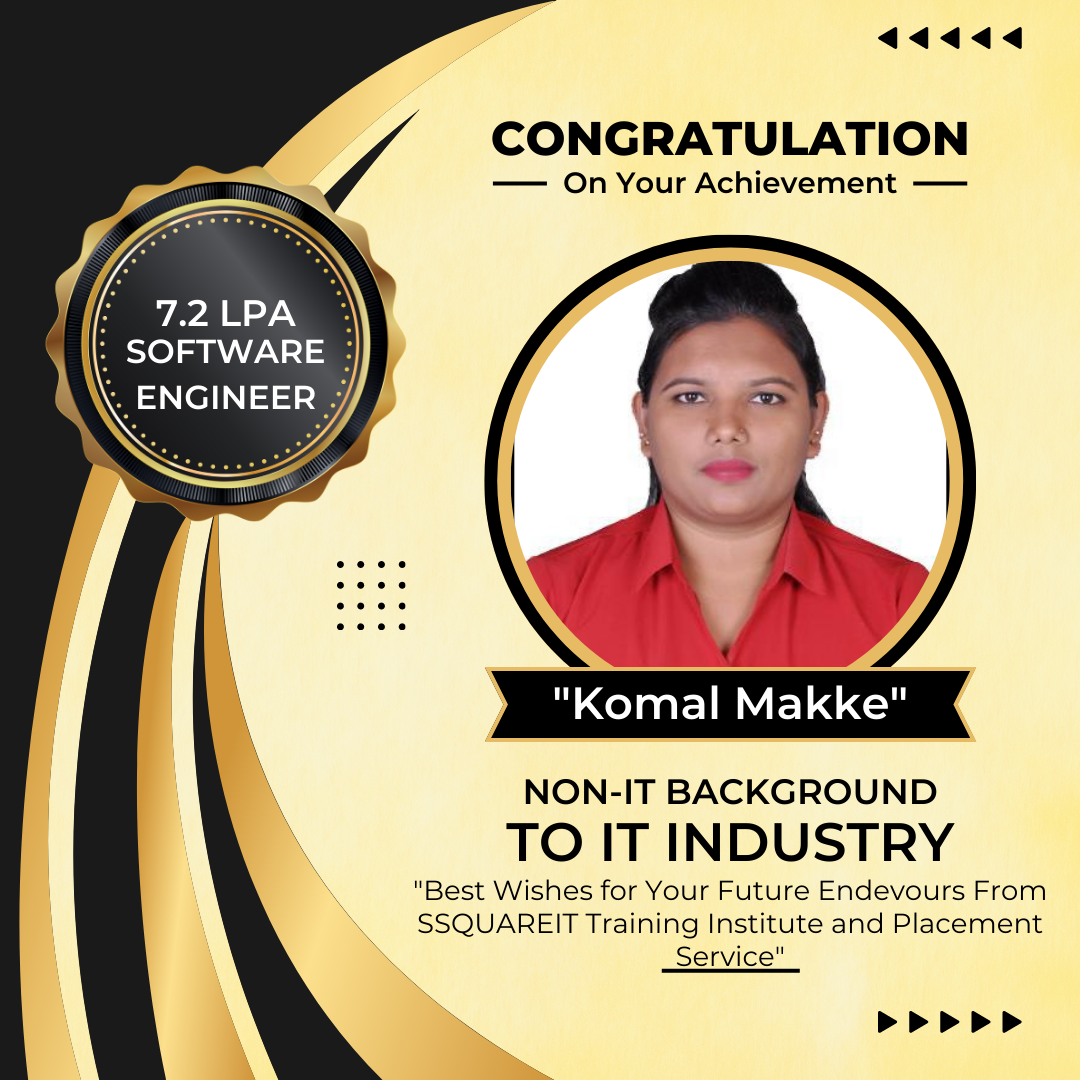 CONGRATULATION
On Your Achievement
7.2 LPA
SOFTWARE
ENGINEER
"Komal Makke"
NON-IT BACKGROUND
TO IT INDUSTRY
"Best Wishes for Your Future Endevours From
SSQUAREIT Training Institute and Placement
Service"